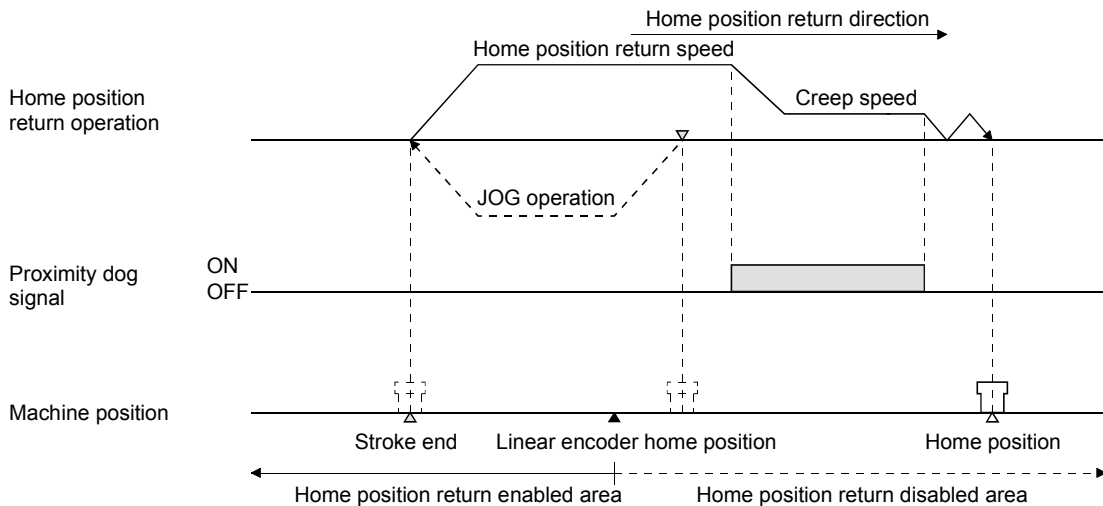 Home position return direction
Home position return speed
Home position
return operation
Creep speed
JOG operation
Proximity dog
signal
ON
OFF
Machine position
Stroke end
Linear encoder home position
Home position
Home position return enabled area
Home position return disabled area